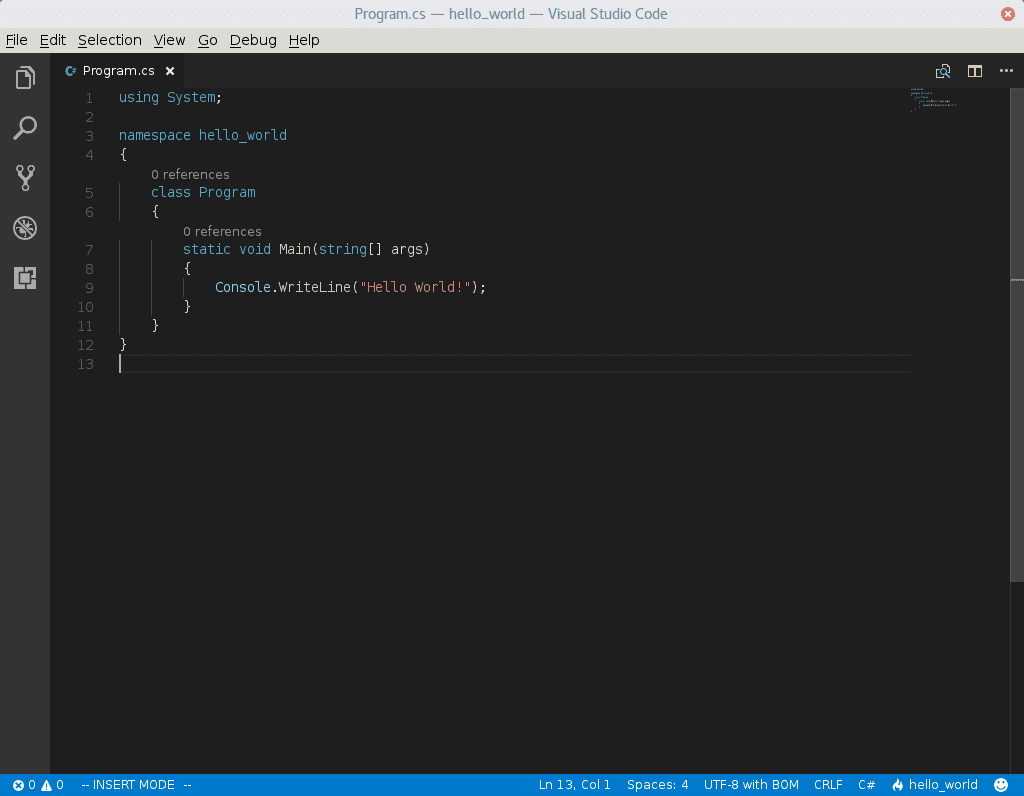 Program.cs — hello_world — Visual Studio Code
File Edit Selection View Go Debug Help
C# Program.cs ×
1 using System;
2
3 namespace hello_world
4 {
0 references
5 class Program
6 {
0 references
7 static void Main(string[] args)
8 {
9 Console.WriteLine("Hello World!");
10 }
11 }
12 }
13
0 0 -- INSERT MODE -- Ln 13, Col 1 Spaces: 4 UTF-8 with BOM CRLF C# hello_world